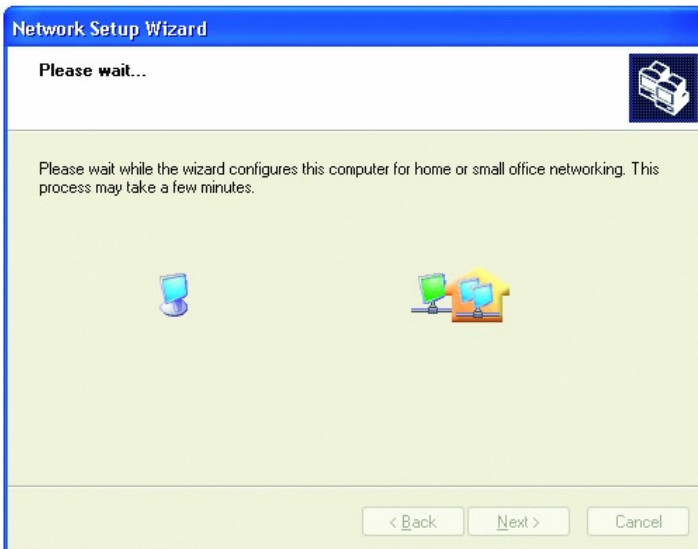 Network Setup Wizard
Please wait...
Please wait while the wizard configures this computer for home or small office networking. This
process may take a few minutes.
< Back
Next >
Cancel